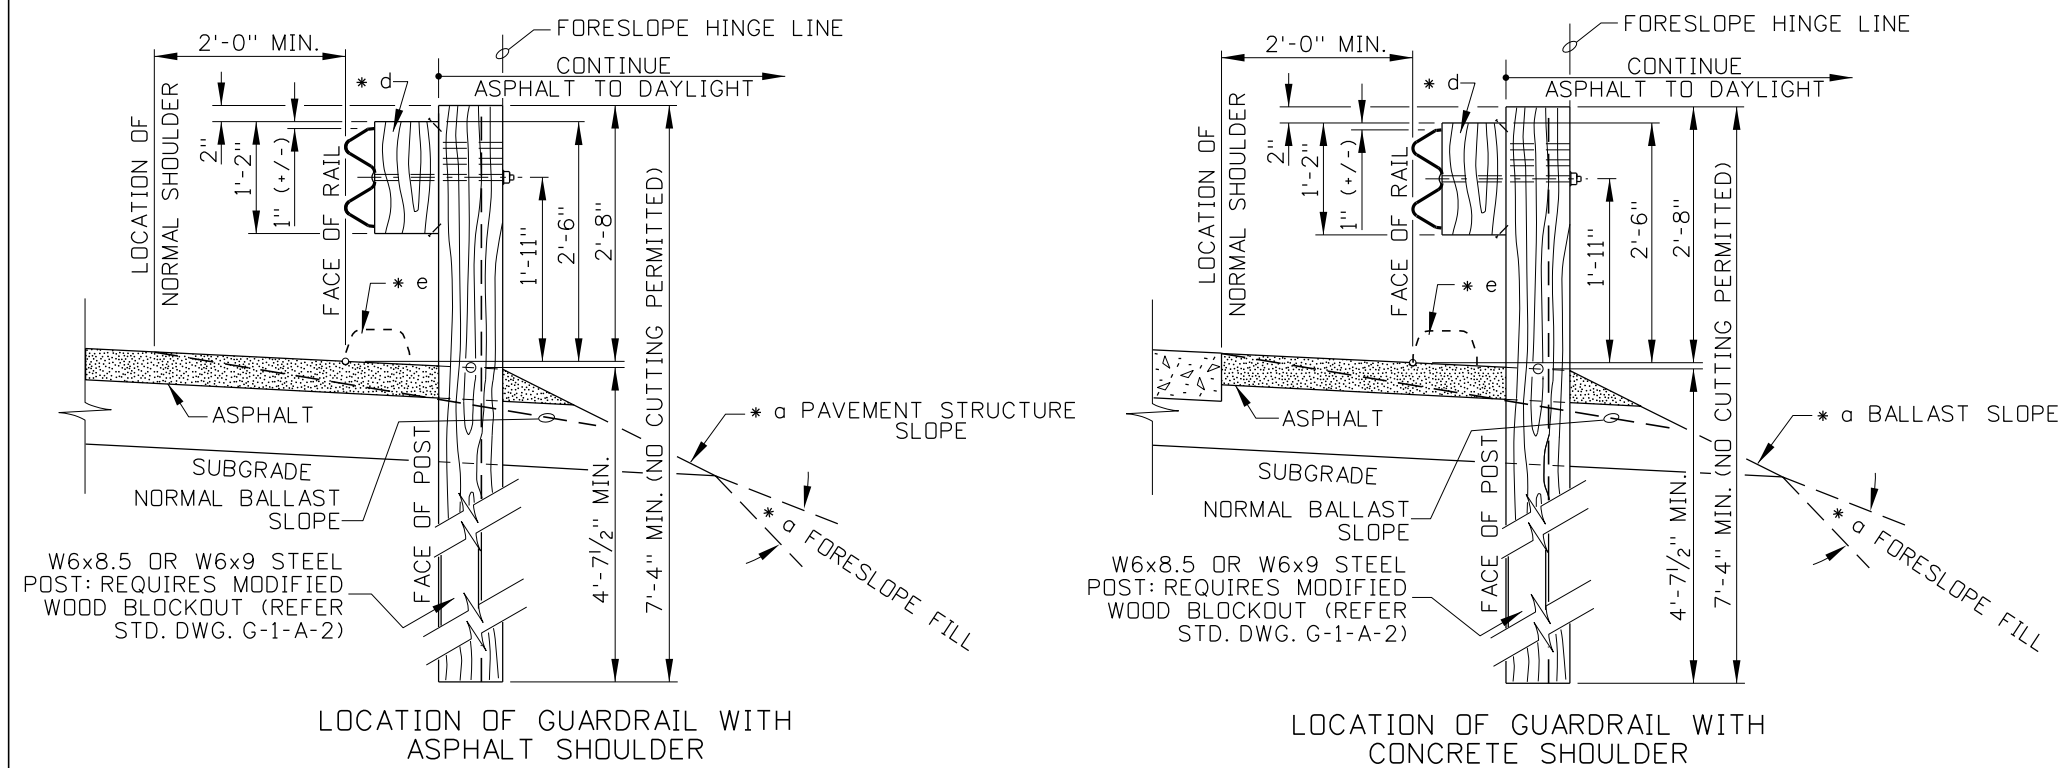 FORESLOPE HINGE LINE
2'-0" MIN.
CONTINUE
ASPHALT TO DAYLIGHT
* d
LOCATION OF
NORMAL SHOULDER
2"
1'-2"
1" (+/-)
FACE OF RAIL
1'-11"
2'-6"
2'-8"
7'-4" MIN. (NO CUTTING PERMITTED)
* e
ASPHALT
* a PAVEMENT STRUCTURE
SLOPE
SUBGRADE
NORMAL BALLAST
SLOPE
FACE OF POST
4'-7½" MIN.
* a FORESLOPE FILL
W6x8.5 OR W6x9 STEEL
POST: REQUIRES MODIFIED
WOOD BLOCKOUT (REFER
STD. DWG. G-1-A-2)
LOCATION OF GUARDRAIL WITH
ASPHALT SHOULDER
FORESLOPE HINGE LINE
2'-0" MIN.
CONTINUE
ASPHALT TO DAYLIGHT
* d
LOCATION OF
NORMAL SHOULDER
2"
1'-2"
1" (+/-)
FACE OF RAIL
1'-11"
2'-6"
2'-8"
7'-4" MIN. (NO CUTTING PERMITTED)
* e
ASPHALT
* a BALLAST SLOPE
SUBGRADE
NORMAL BALLAST
SLOPE
FACE OF POST
4'-7½" MIN.
* a FORESLOPE FILL
W6x8.5 OR W6x9 STEEL
POST: REQUIRES MODIFIED
WOOD BLOCKOUT (REFER
STD. DWG. G-1-A-2)
LOCATION OF GUARDRAIL WITH
CONCRETE SHOULDER